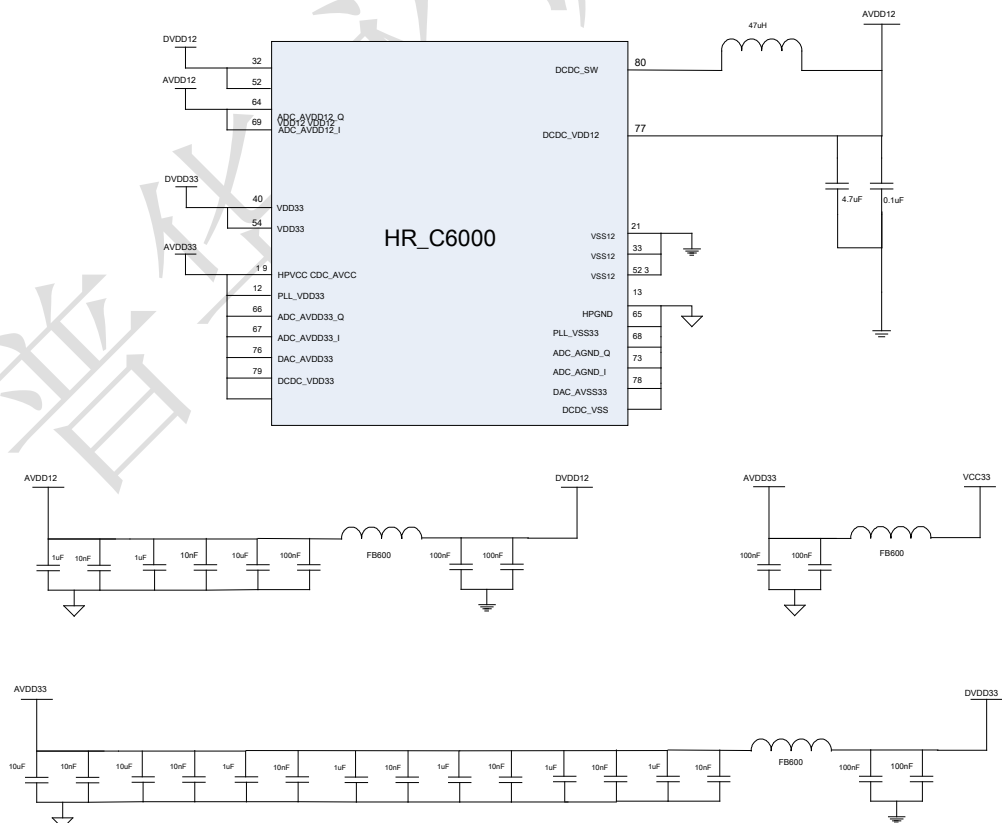 47uH
AVDD12
DVDD12
32
52
AVDD12
64
ADC_AVDD12_Q
VDD12 VDD12
69
ADC_AVDD12_I
DVDD33
40
VDD33
54
VDD33
AVDD33
1 9
HPVCC CDC_AVCC
12
PLL_VDD33
66
ADC_AVDD33_Q
67
ADC_AVDD33_I
76
DAC_AVDD33
79
DCDC_VDD33
HR_C6000
DCDC_SW
80
DCDC_VDD12
77
4.7uF
0.1uF
21
VSS12
33
VSS12
52 3
VSS12
13
HPGND
65
PLL_VSS33
68
ADC_AGND_Q
73
ADC_AGND_I
78
DAC_AVSS33
DCDC_VSS
AVDD12
DVDD12
1uF
10nF
1uF
10nF
10uF
100nF
FB600
100nF
100nF
AVDD33
VCC33
100nF
100nF
FB600
AVDD33
DVDD33
10uF
10nF
10uF
10nF
1uF
10nF
1uF
10nF
1uF
10nF
1uF
10nF
1uF
10nF
FB600
100nF
100nF